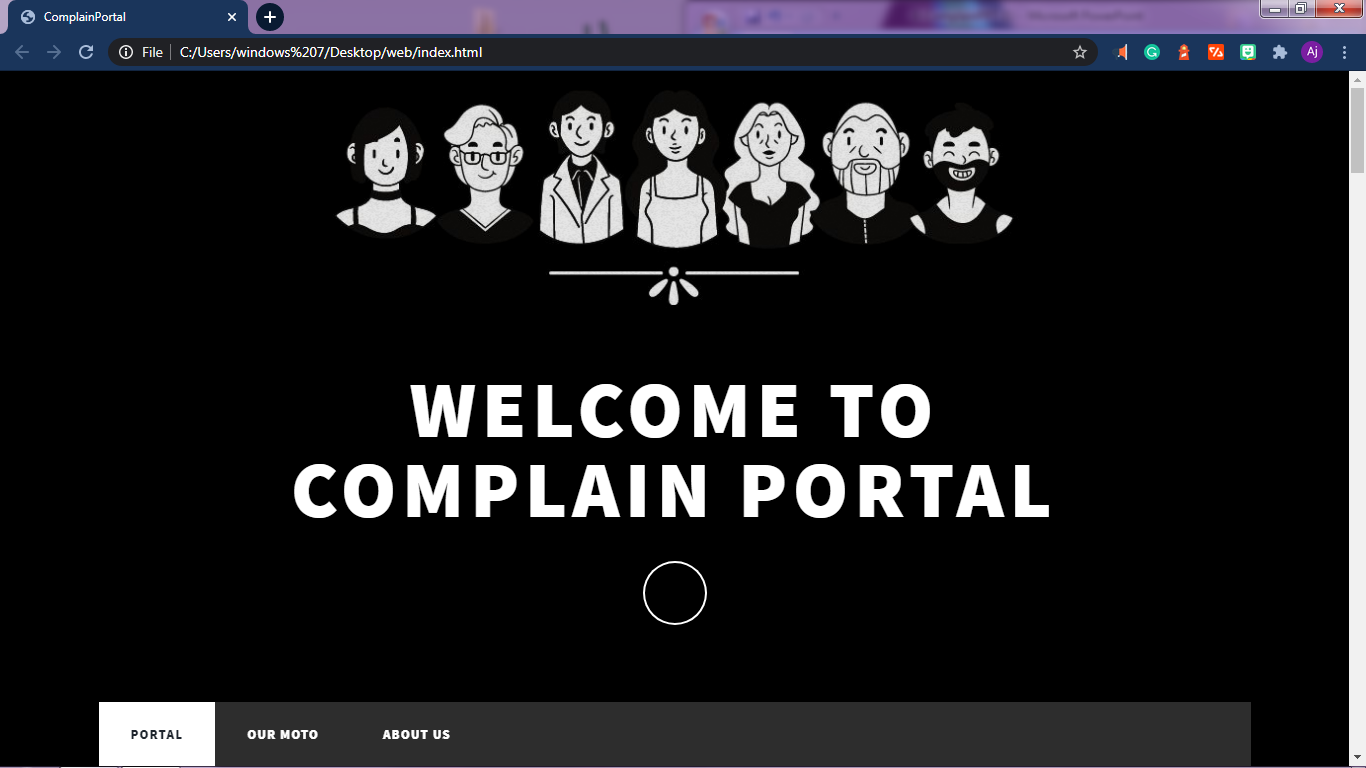 ComplainPortal
File
C:/Users/windows%207/Desktop/web/index.html
Aj
WELCOME TO
COMPLAIN PORTAL
PORTAL
OUR MOTO
ABOUT US